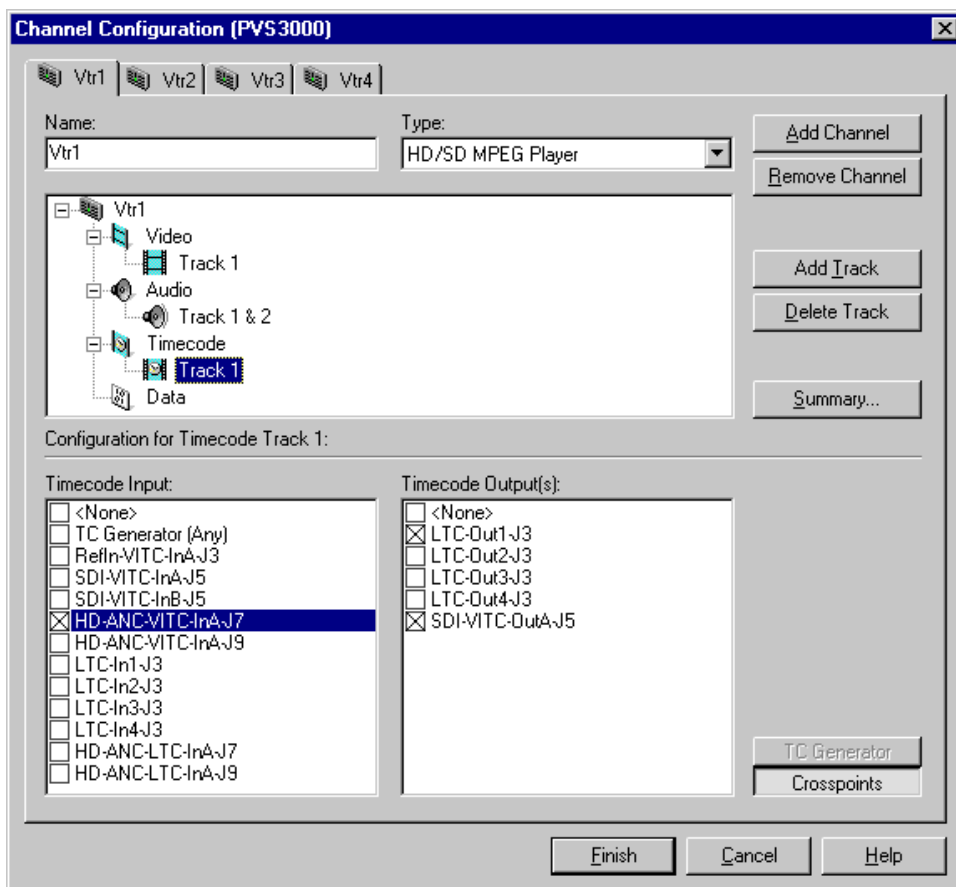 Channel Configuration (PVS3000)
Vtr1 Vtr2 Vtr3 Vtr4
Name: Type:
Vtr1 HD/SD MPEG Player
Add Channel
Remove Channel
Vtr1
Video
Track 1
Audio
Track 1 & 2
Timecode
Track 1
Data
Add Track
Delete Track
Summary...
Configuration for Timecode Track 1:
Timecode Input:
<None>
TC Generator (Any)
RefIn-VITC-InA-J3
SDI-VITC-InA-J5
SDI-VITC-InB-J5
HD-ANC-VITC-InA-J7
HD-ANC-VITC-InA-J9
LTC-In1-J3
LTC-In2-J3
LTC-In3-J3
LTC-In4-J3
HD-ANC-LTC-InA-J7
HD-ANC-LTC-InA-J9
Timecode Output(s):
<None>
LTC-Out1-J3
LTC-Out2-J3
LTC-Out3-J3
LTC-Out4-J3
SDI-VITC-OutA-J5
TC Generator
Crosspoints
Finish Cancel Help